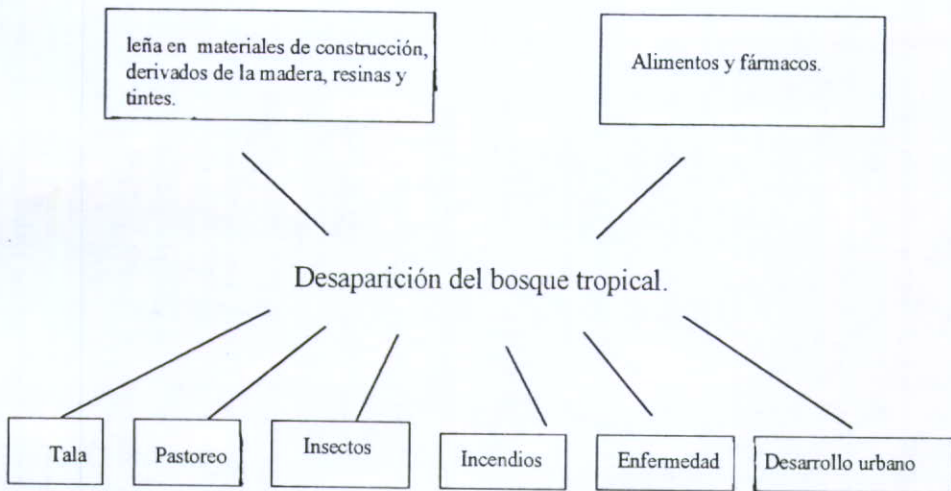 leña en materiales de construcción,
derivados de la madera, resinas y
tintes.
Alimentos y fármacos.
Desaparición del bosque tropical.
Tala
Pastoreo
Insectos
Incendios
Enfermedad
Desarrollo urbano